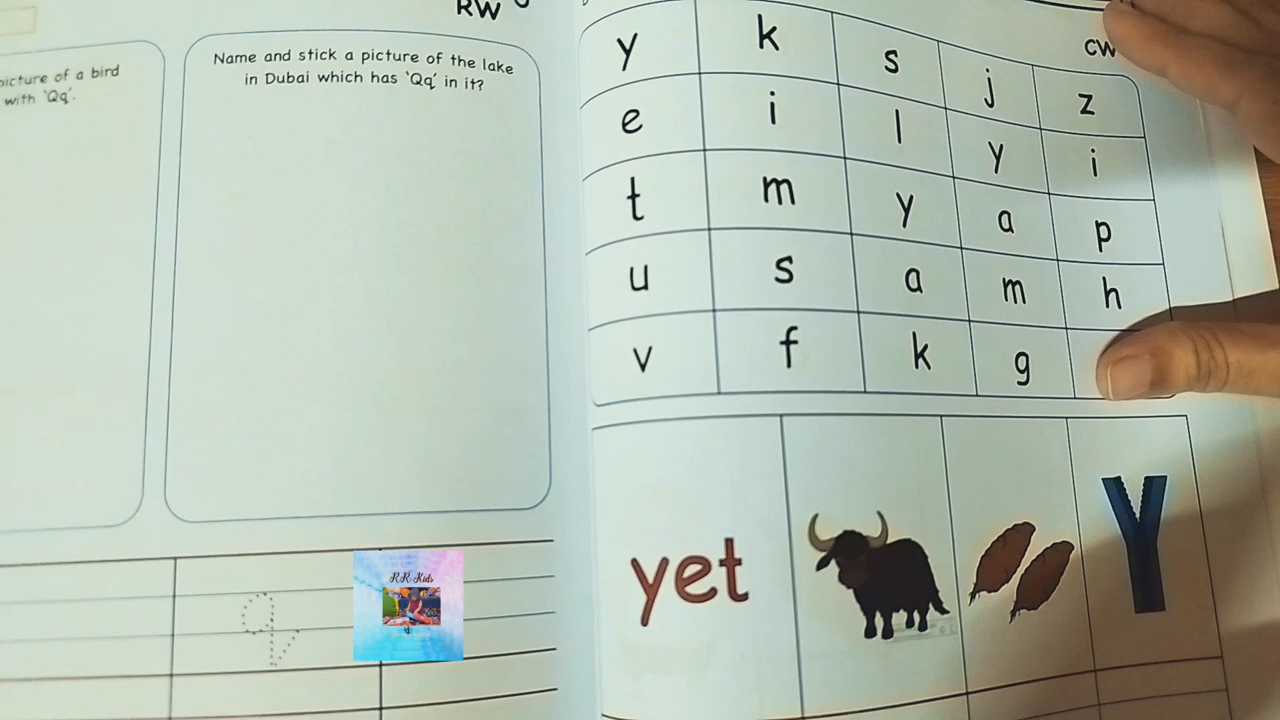 RW
picture of a bird
with 'Qq'.
Name and stick a picture of the lake
in Dubai which has 'Qq' in it?
q
R.R Kids
CW
y k s j z
e i l y i
t m y a p
u s a m h
v f k g
yet Y